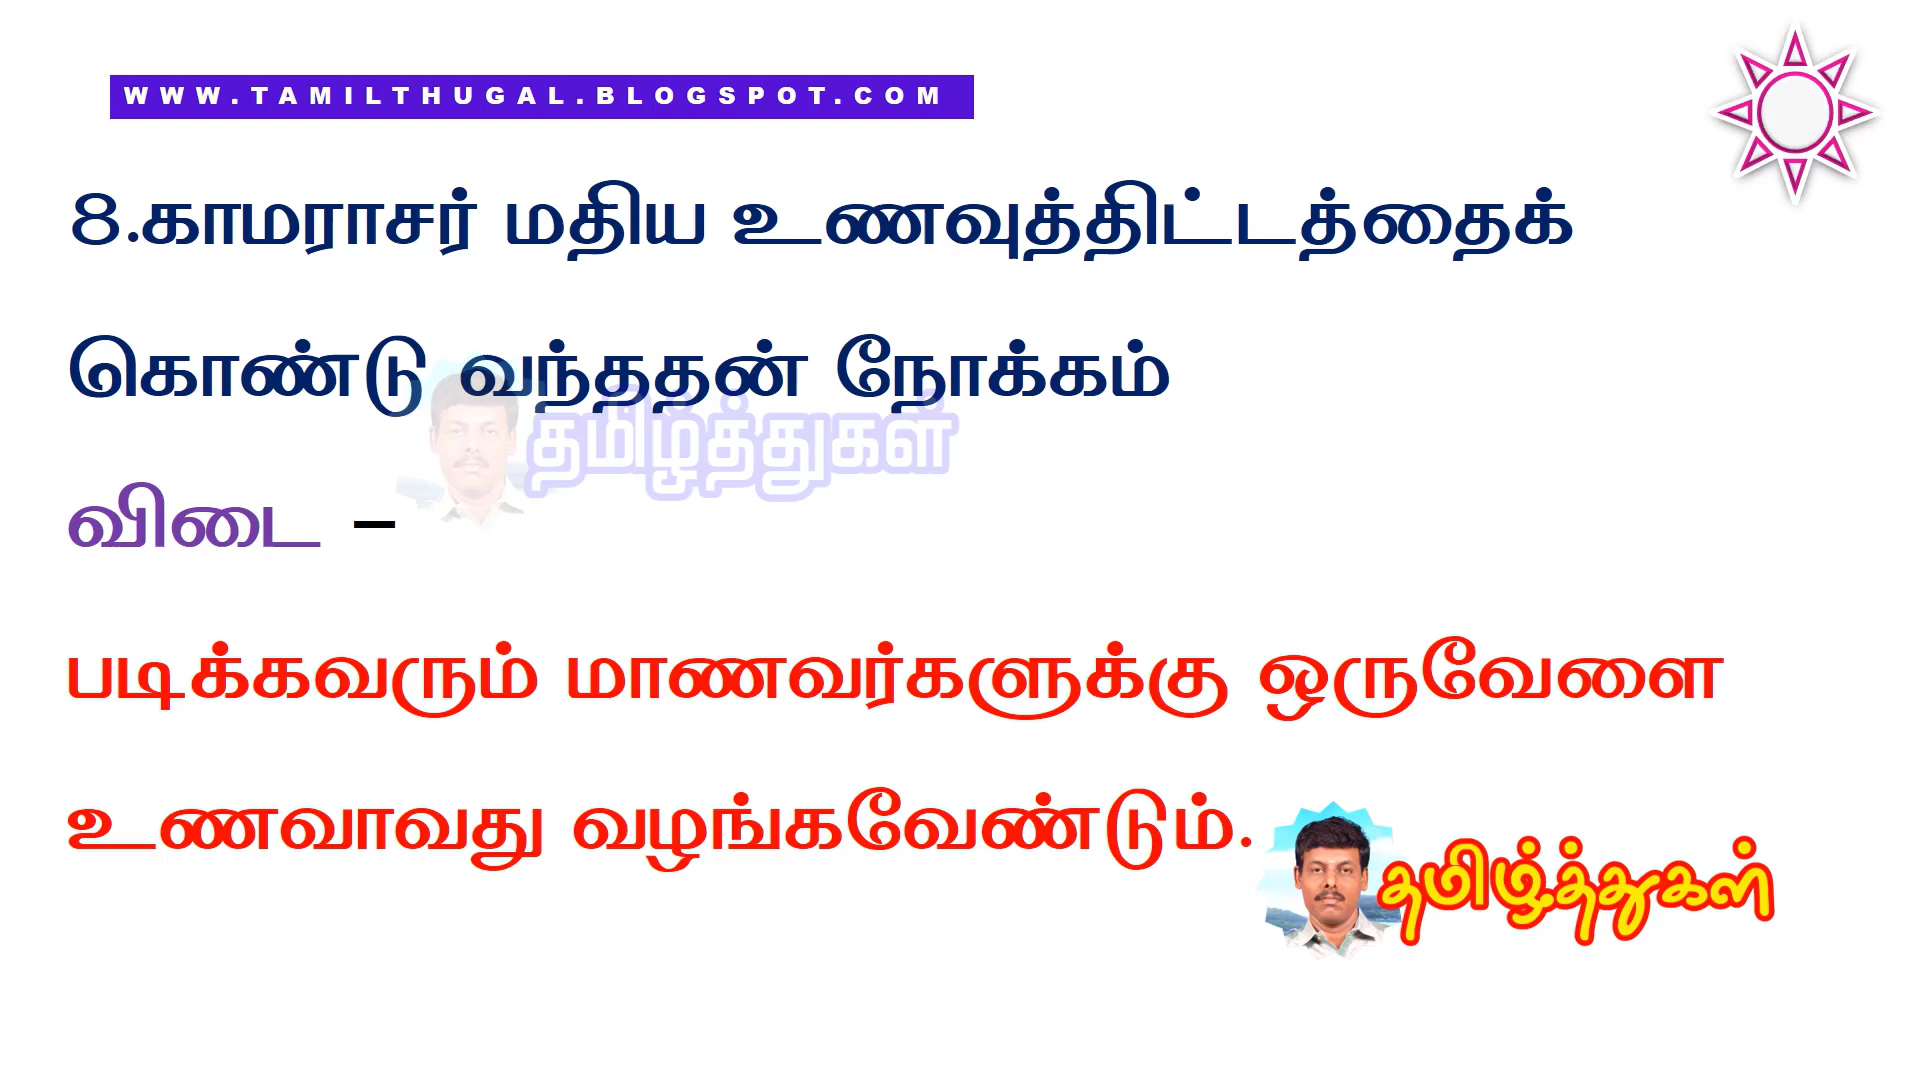 WWW.TAMILTHUGAL.BLOGSPOT.COM
8.காமராசர் மதிய உணவுத்திட்டத்தைக்
கொண்டு வந்ததன் நோக்கம்
தமிழ்த்துகள்
விடை –
படிக்கவரும் மாணவர்களுக்கு ஒருவேளை
உணவாவது வழங்கவேண்டும்.
தமிழ்த்துகள்